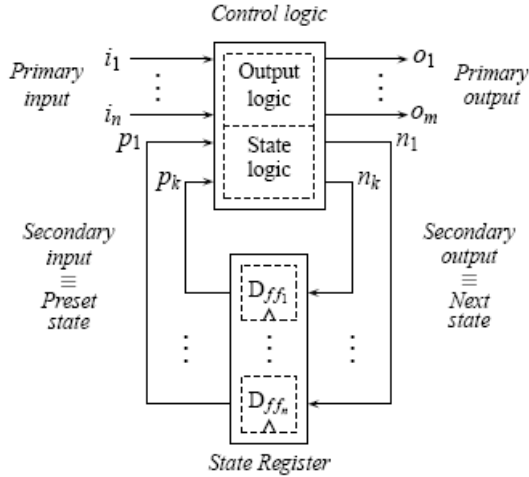 Control logic
Primary
input
i1
⋮
in
p1
pk
Output
logic
State
logic
o1
⋮
om
n1
nk
Primary
output
Secondary
input
≡
Preset
state
Secondary
output
≡
Next
state
Dff1
⋮
⋮
⋮
Dffn
State Register